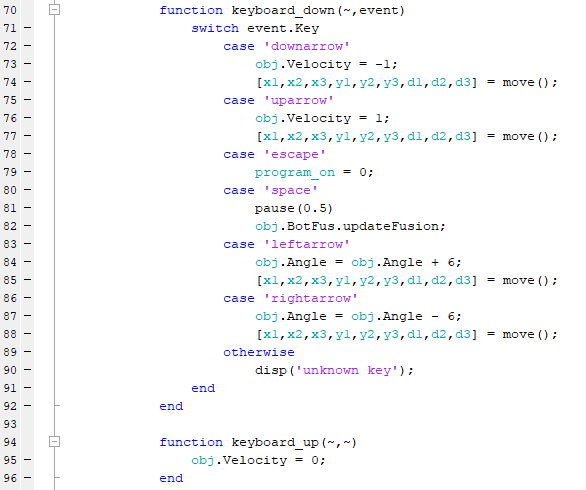 70 function keyboard_down(~,event)
71 switch event.Key
72 case 'downarrow'
73 obj.Velocity = -1;
74 [x1,x2,x3,y1,y2,y3,d1,d2,d3] = move();
75 case 'uparrow'
76 obj.Velocity = 1;
77 [x1,x2,x3,y1,y2,y3,d1,d2,d3] = move();
78 case 'escape'
79 program_on = 0;
80 case 'space'
81 pause(0.5)
82 obj.BotFus.updateFusion;
83 case 'leftarrow'
84 obj.Angle = obj.Angle + 6;
85 [x1,x2,x3,y1,y2,y3,d1,d2,d3] = move();
86 case 'rightarrow'
87 obj.Angle = obj.Angle - 6;
88 [x1,x2,x3,y1,y2,y3,d1,d2,d3] = move();
89 otherwise
90 disp('unknown key');
91 end
92 end
93
94 function keyboard_up(~,~)
95 obj.Velocity = 0;
96 end